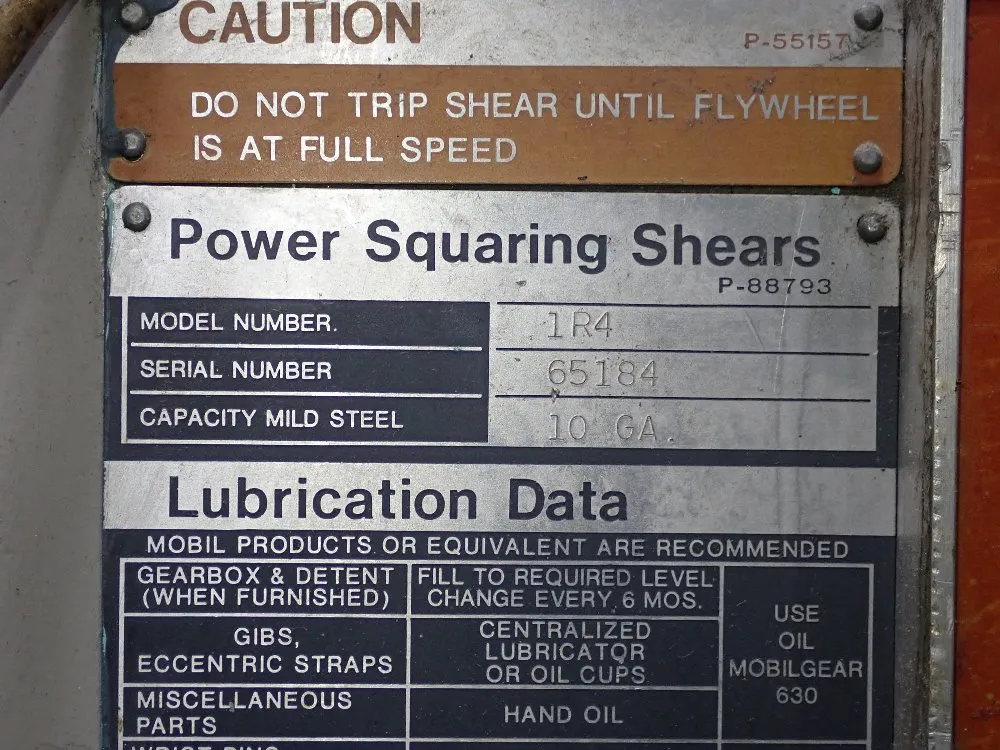 CAUTION
P-55157
DO NOT TRIP SHEAR UNTIL FLYWHEEL
IS AT FULL SPEED
Power Squaring Shears
P-88793
MODEL NUMBER. 1R4
SERIAL NUMBER 65184
CAPACITY MILD STEEL 10 GA.
Lubrication Data
MOBIL PRODUCTS OR EQUIVALENT ARE RECOMMENDED
GEARBOX & DETENT
(WHEN FURNISHED)
FILL TO REQUIRED LEVEL
CHANGE EVERY 6 MOS.
GIBS,
ECCENTRIC STRAPS
CENTRALIZED
LUBRICATOR
OR OIL CUPS
MISCELLANEOUS
PARTS
HAND OIL
USE
OIL
MOBILGEAR
630
WRIST PINS